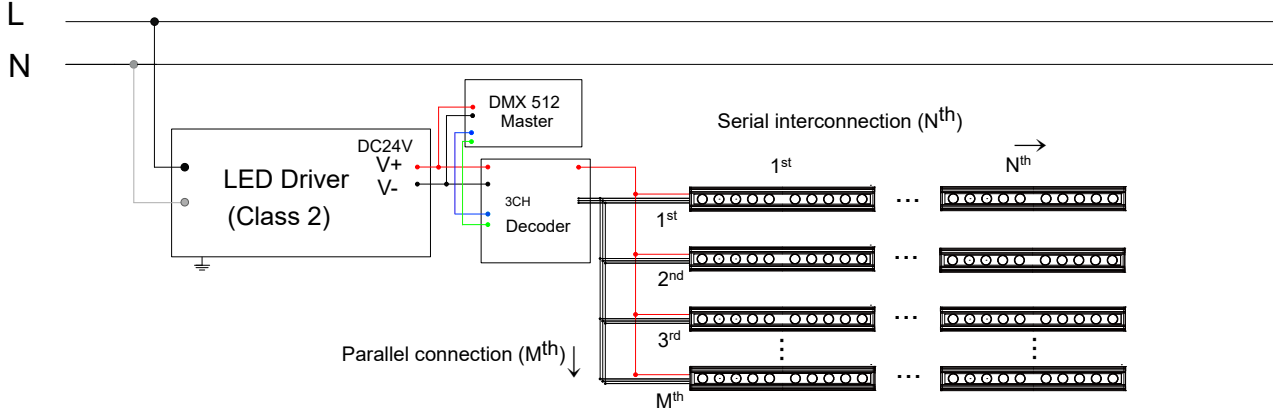 L
N
DMX 512
Master
Serial interconnection (Nth)
DC24V
V+
V-
LED Driver
(Class 2)
3CH
Decoder
1st
Nth
1st
2nd
3rd
Mth
Parallel connection (Mth)